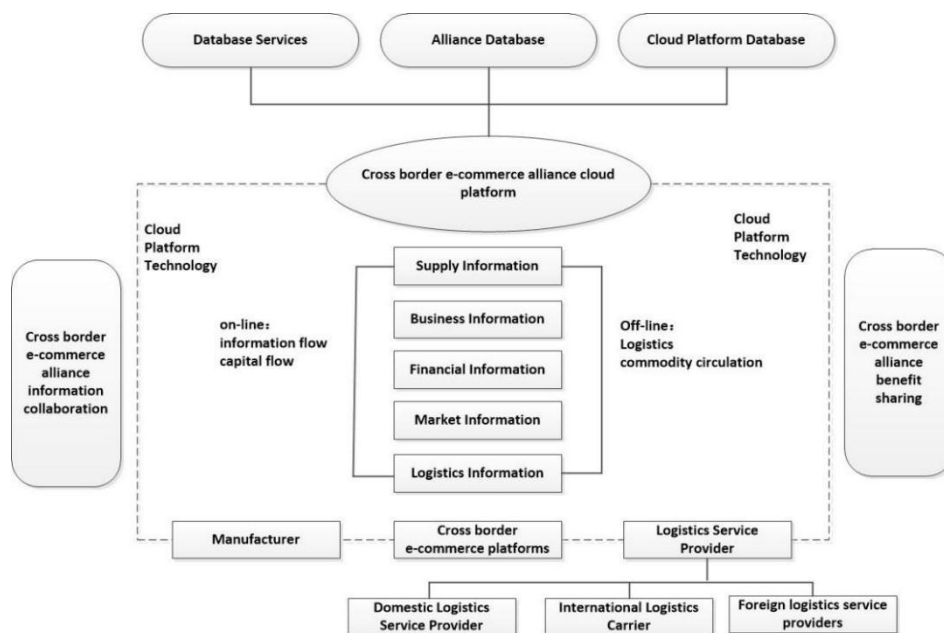 Database Services
Alliance Database
Cloud Platform Database
Cross border e-commerce alliance cloud
platform
Cloud
Platform
Technology
Cloud
Platform
Technology
Supply Information
Business Information
Financial Information
Market Information
Logistics Information
on-line：
information flow
capital flow
Off-line：
Logistics
commodity circulation
Cross border
e-commerce
alliance
information
collaboration
Cross border
e-commerce
alliance
benefit
sharing
Manufacturer
Cross border
e-commerce platforms
Logistics Service
Provider
Domestic Logistics
Service Provider
International Logistics
Carrier
Foreign logistics service
providers